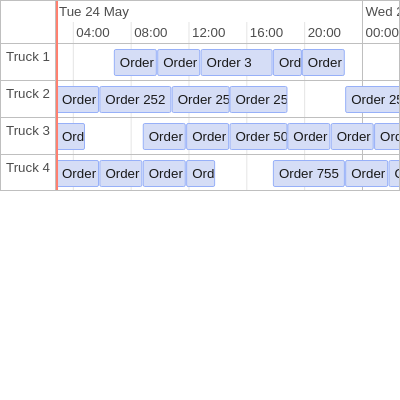 Tue 24 May Wed 2
04:00 08:00 12:00 16:00 20:00 00:00
Truck 1 Order Order Order 3 Ord Order
Truck 2 Order Order 252 Order 25 Order 25 Order 25
Truck 3 Ord Order Order Order 50 Order Order Ord
Truck 4 Order Order Order Ord Order 755 Order